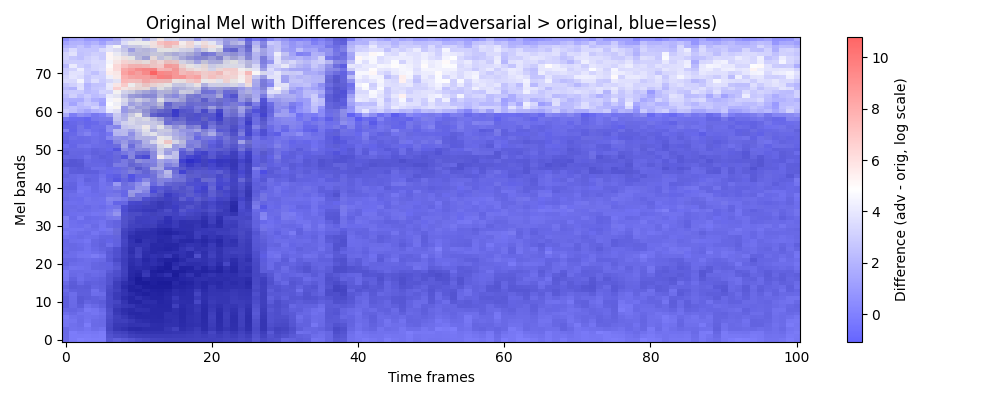 Original Mel with Differences (red=adversarial > original, blue=less)
Mel bands
70
60
50
40
30
20
10
0
0 20 40 60 80 100
Time frames
10
8
6
4
2
0
Difference (adv - orig, log scale)